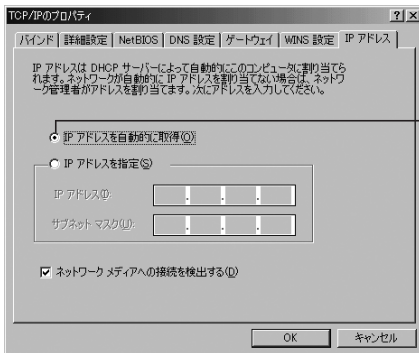 TCP/IPのプロパティ
バインド 詳細設定 NetBIOS DNS 設定 ゲートウェイ WINS 設定 IP アドレス
IP アドレスは DHCP サーバーによって自動的にこのコンピュータに割り当てら
れます。ネットワークが自動的に IP アドレスを割り当てない場合は、ネットワ
ーク管理者がアドレスを割り当てます。次にアドレスを入力してください。
IP アドレスを自動的に取得(O)
IP アドレスを指定(S)
IP アドレス(I):
サブネット マスク(U):
ネットワーク メディアへの接続を検出する(D)
OK キャンセル